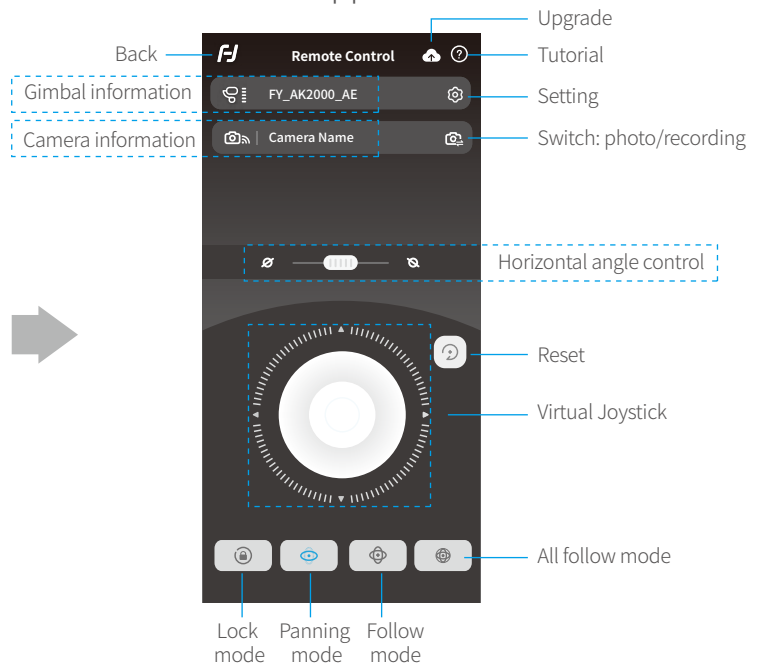 Upgrade
Back
Remote Control
Tutorial
Gimbal information
FY_AK2000_AE
Setting
Camera information
Camera Name
Switch: photo/recording
Horizontal angle control
Reset
Virtual Joystick
All follow mode
Lock
mode
Panning
mode
Follow
mode